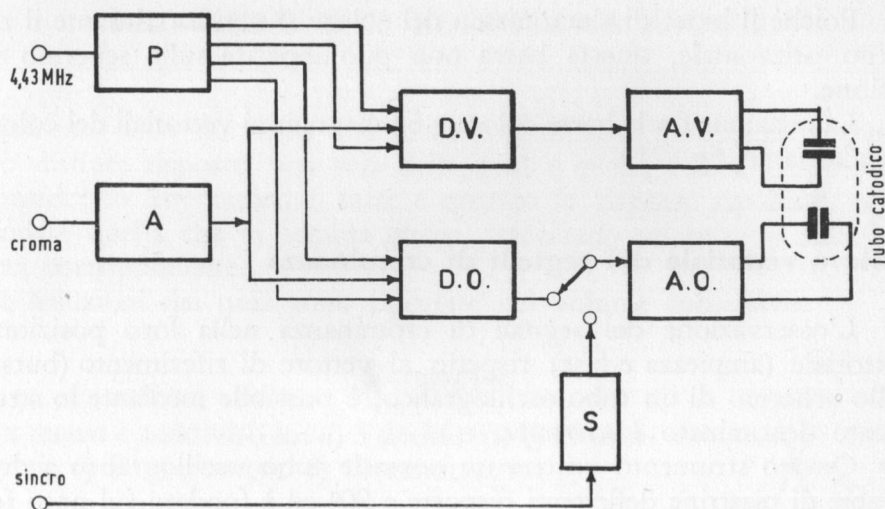 P
4,43 MHz
D.V.
A.V.
A
croma
tubo catodico
D.O.
A.O.
S
sincro